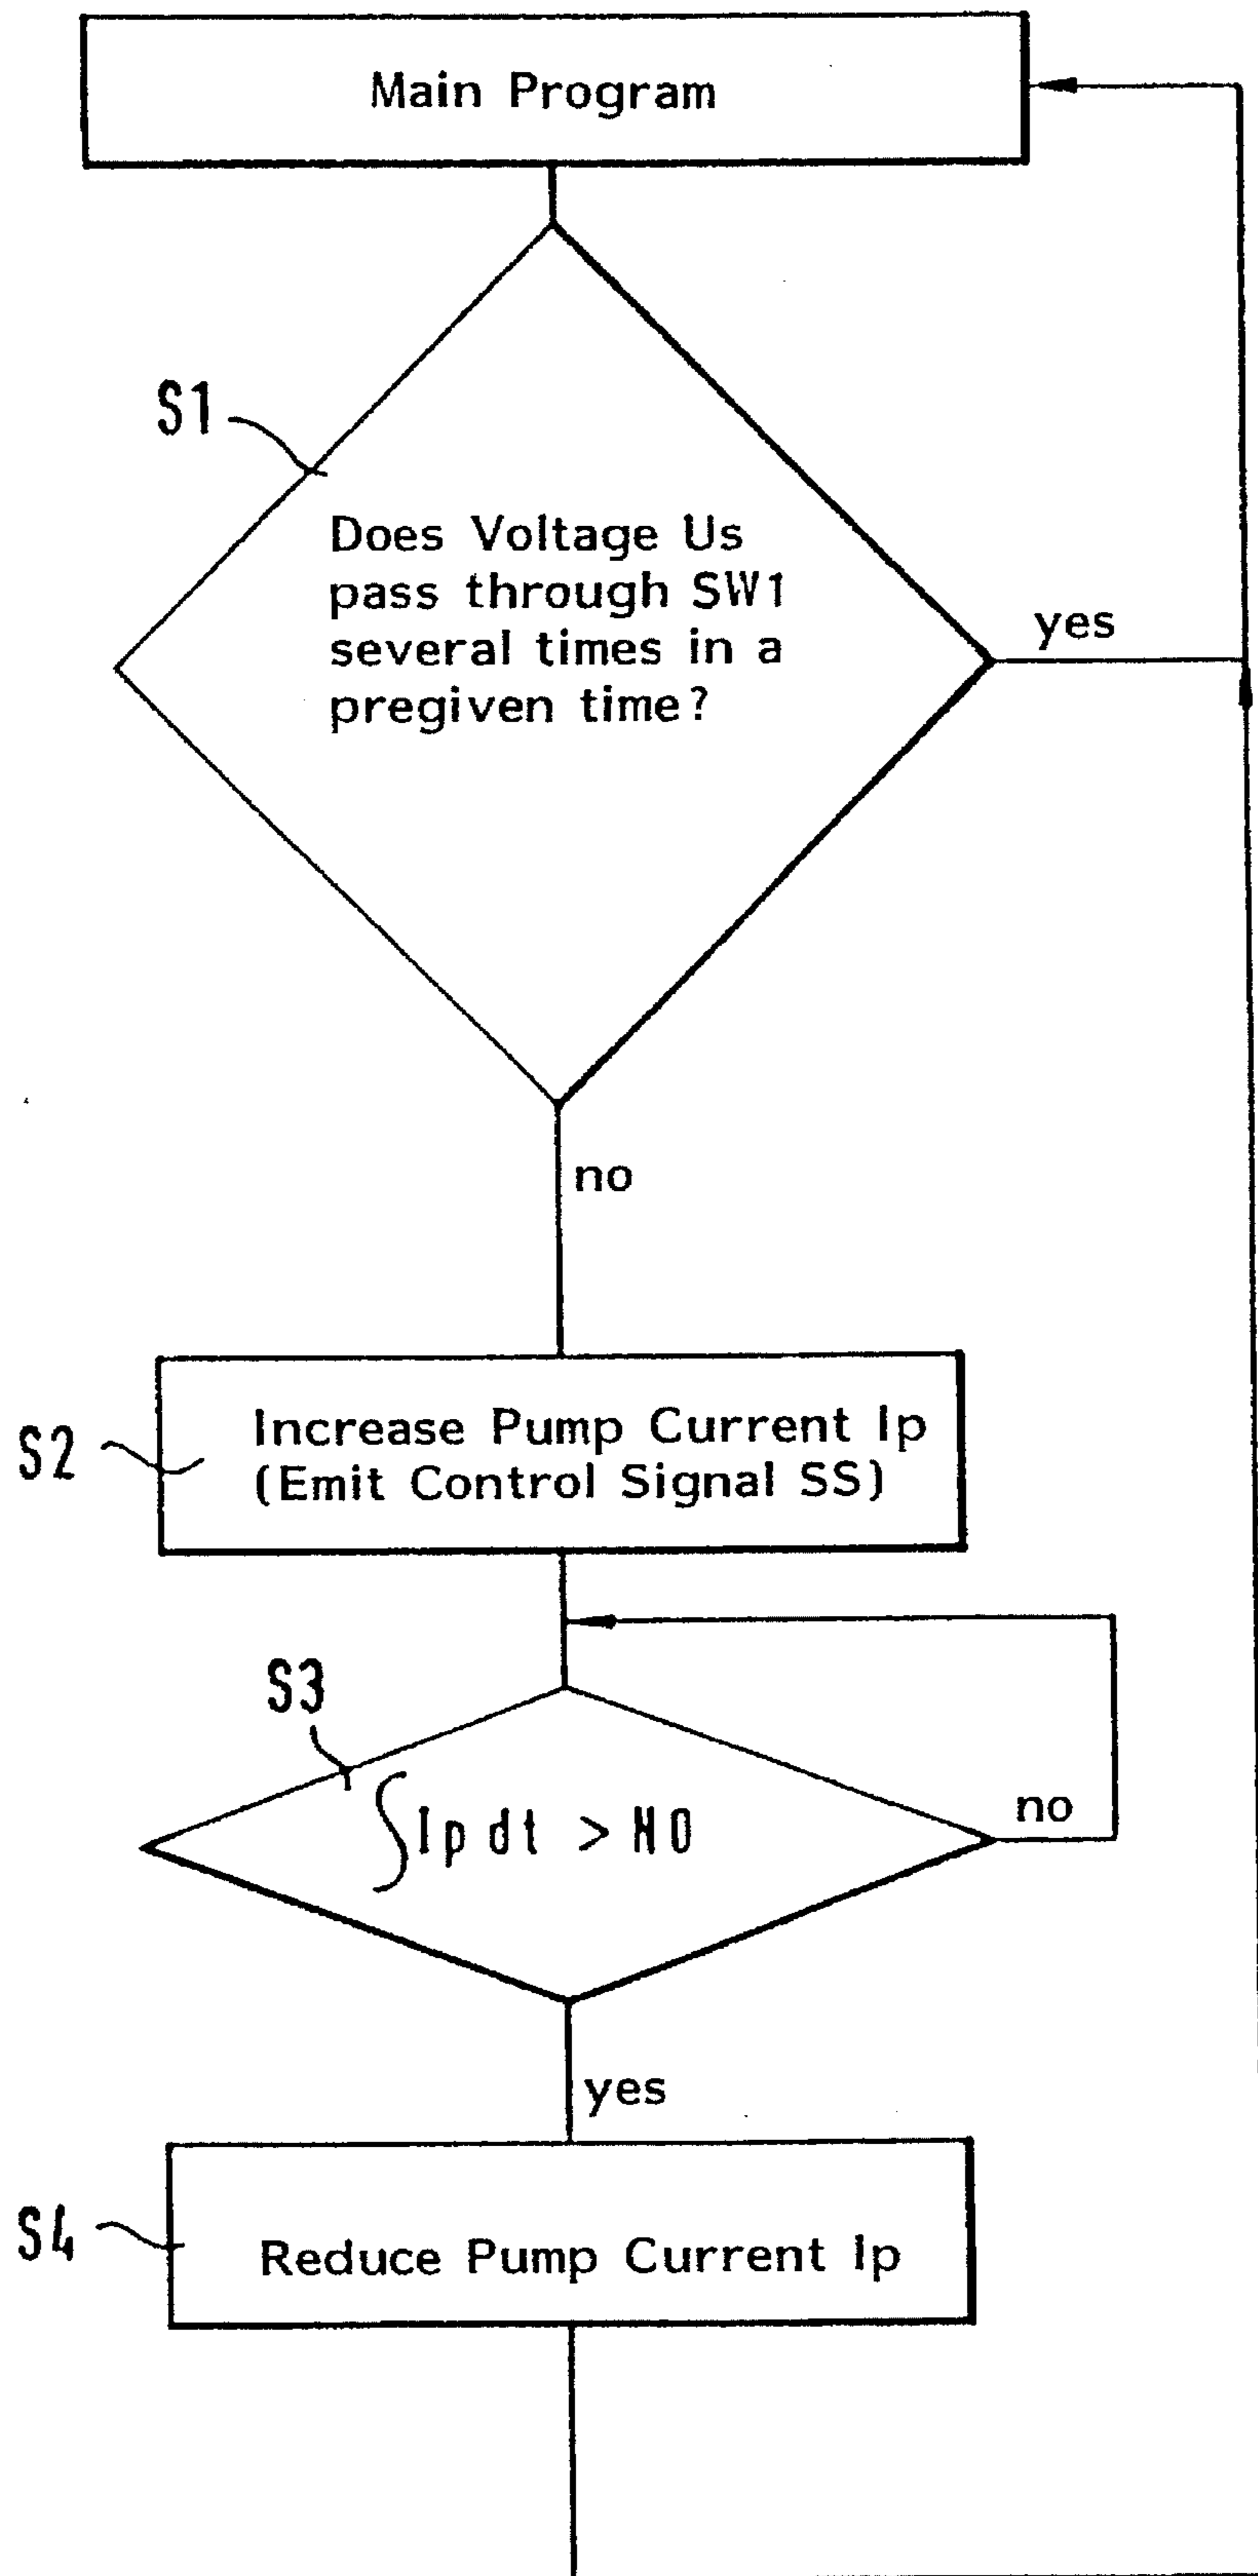 Main Program
S1
Does Voltage Us
pass through SW1
several times in a
pregiven time?
yes
no
S2
Increase Pump Current Ip
(Emit Control Signal SS)
S3
∫Ip dt > N0
no
yes
S4
Reduce Pump Current Ip